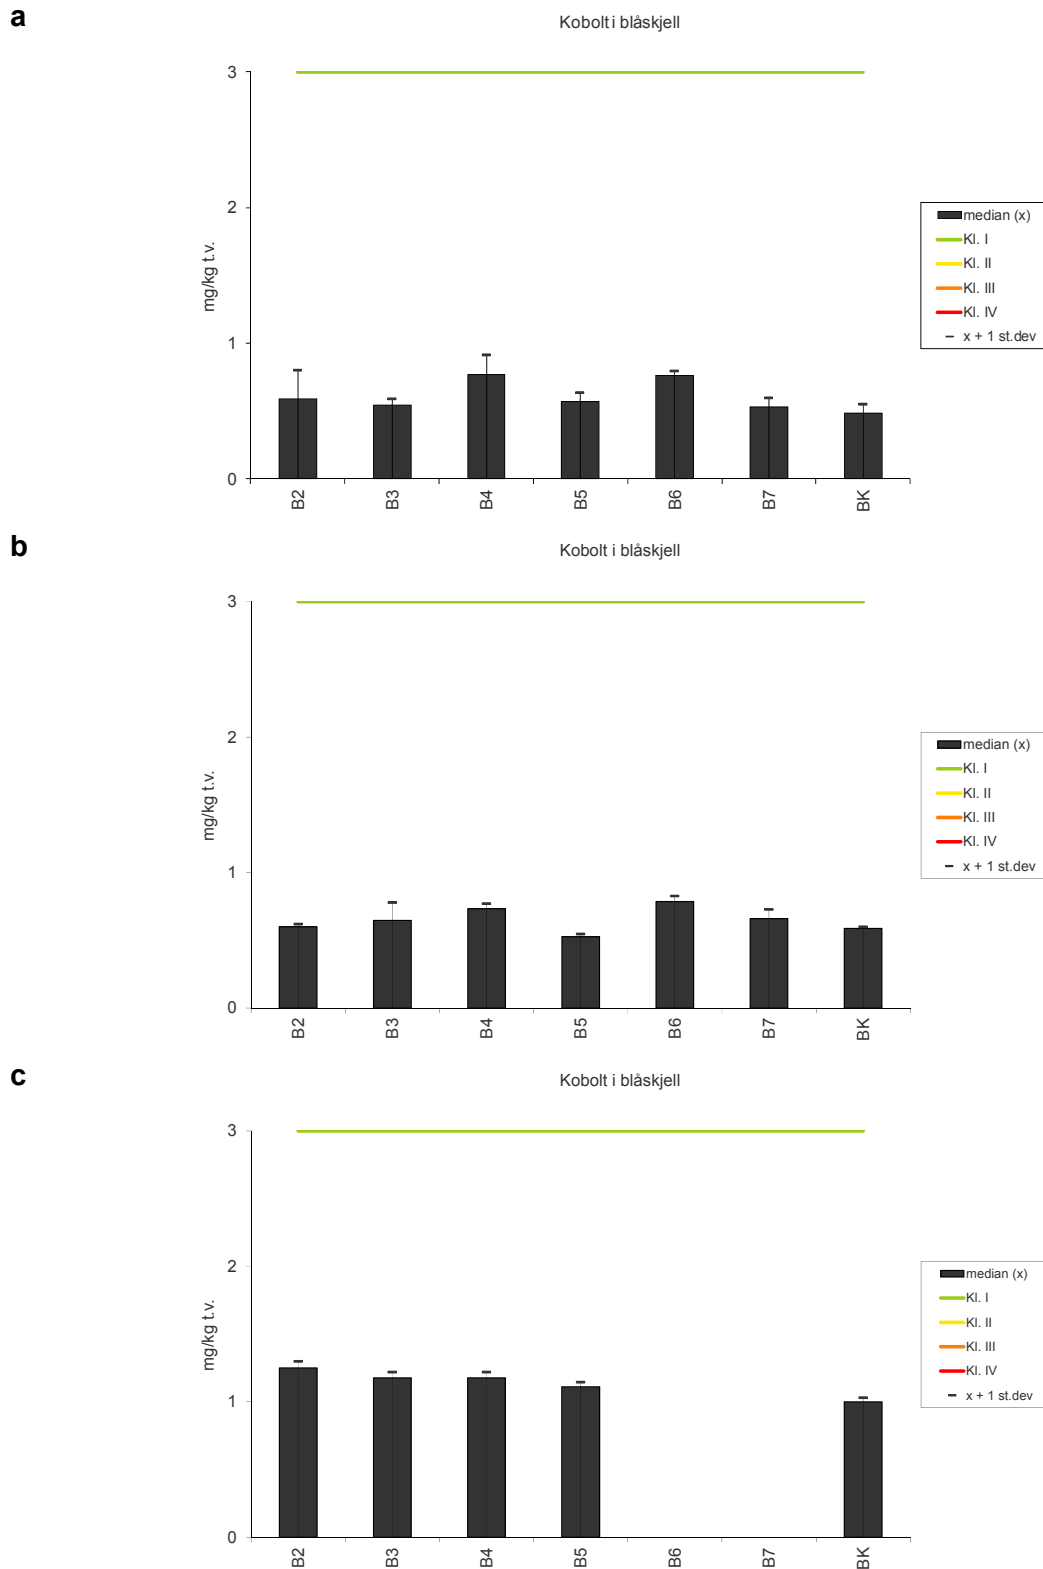 a
Kobolt i blåskjell
3
2
1
0
mg/kg t.v.
B2 B3 B4 B5 B6 B7 BK
median (x)
Kl. I
Kl. II
Kl. III
Kl. IV
x + 1 st.dev
b
Kobolt i blåskjell
3
2
1
0
mg/kg t.v.
B2 B3 B4 B5 B6 B7 BK
median (x)
Kl. I
Kl. II
Kl. III
Kl. IV
x + 1 st.dev
c
Kobolt i blåskjell
3
2
1
0
mg/kg t.v.
B2 B3 B4 B5 B6 B7 BK
median (x)
Kl. I
Kl. II
Kl. III
Kl. IV
x + 1 st.dev